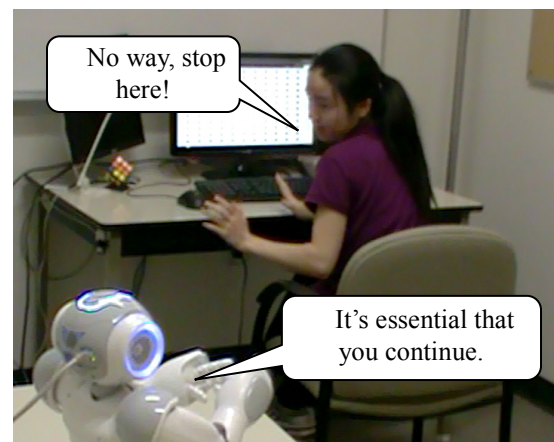 No way, stop
here!
It’s essential that
you continue.